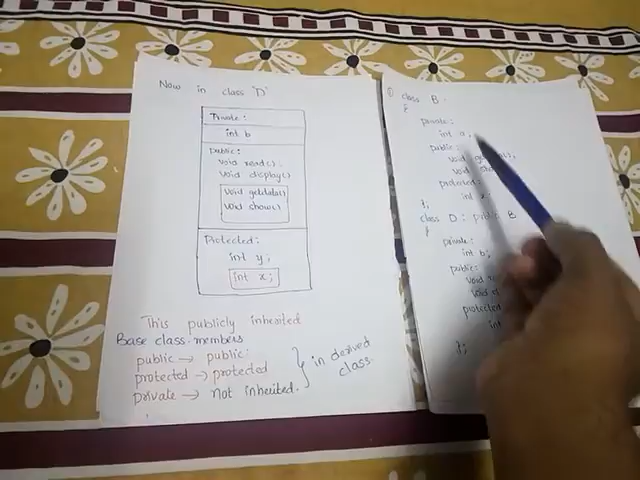 Now in class 'D'
Private:
int b
public:
void read();
void display()
void getdata()
void show()
Protected:
int y;
int x;
This publicly inherited
Base class members
public → public:
protected → protected
private → not inherited.
} in derived class.
① class B
{
private:
int a,
public:
void
void
protected
int x
};
class D : public B
{
private:
int b;
public:
void
void
protected
int
};